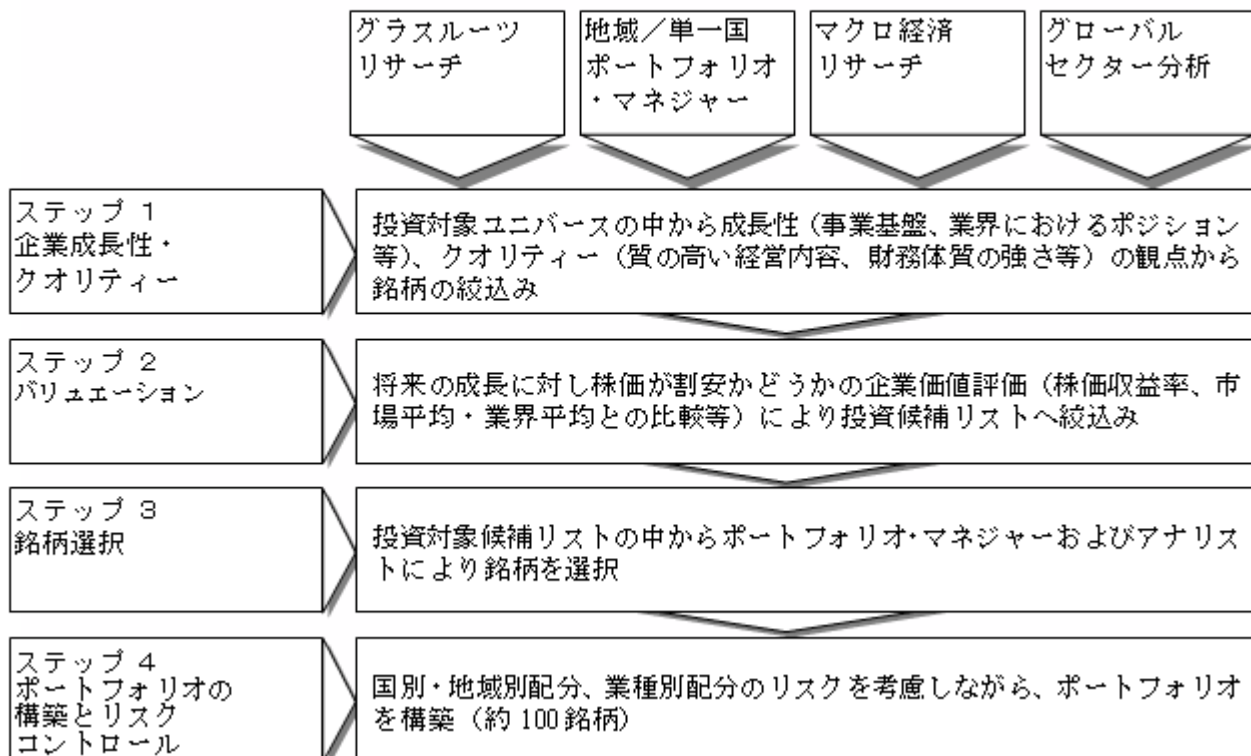 グラスルーツ
リサーチ
地域／単一国
ポートフォリオ
・マネジャー
マクロ経済
リサーチ
グローバル
セクター分析
ステップ 1
企業成長性・
クオリティー
投資対象ユニバースの中から成長性（事業基盤、業界におけるポジション
等）、クオリティー（質の高い経営内容、財務体質の強さ等）の観点から
銘柄の絞込み
ステップ 2
バリュエーション
将来の成長に対し株価が割安かどうかの企業価値評価（株価収益率、市
場平均・業界平均との比較等）により投資候補リストへ絞込み
ステップ 3
銘柄選択
投資対象候補リストの中からポートフォリオ・マネジャーおよびアナリス
トにより銘柄を選択
ステップ 4
ポートフォリオの
構築とリスク
コントロール
国別・地域別配分、業種別配分のリスクを考慮しながら、ポートフォリオ
を構築（約 100 銘柄）